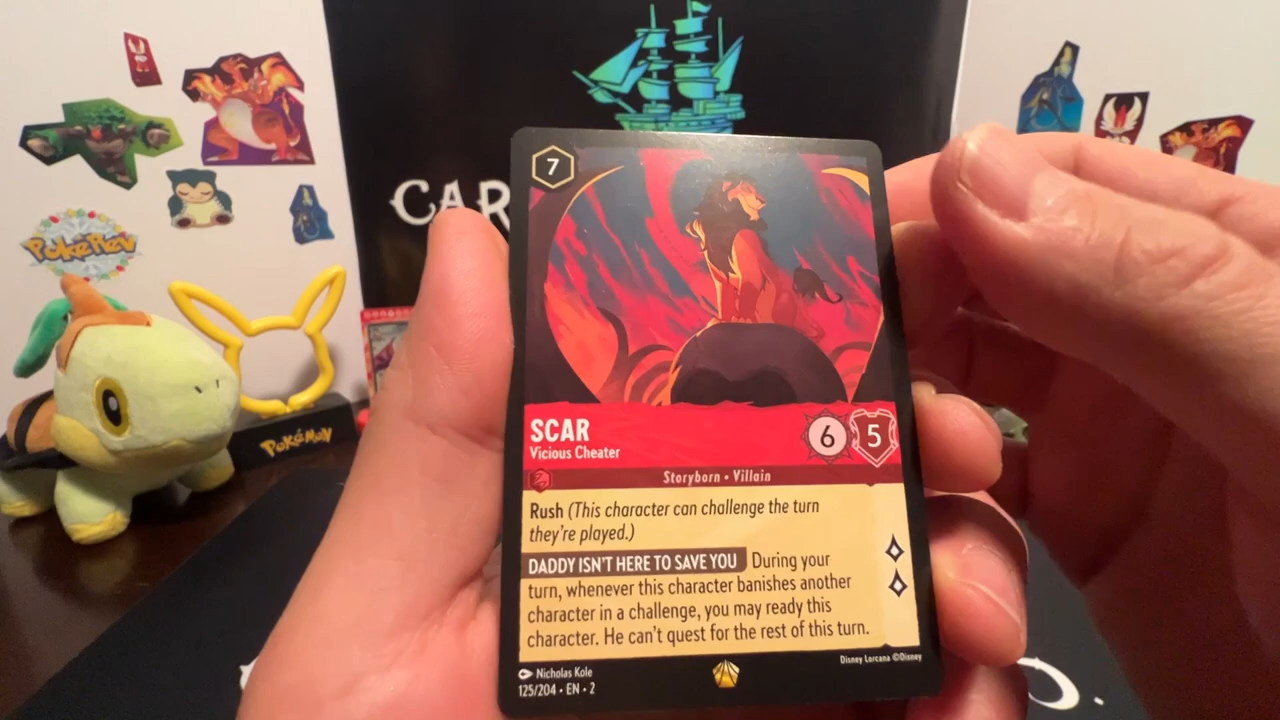 CAR
PokeRev
Pokémon
7
SCAR
Vicious Cheater
6
5
Storyborn • Villain
Rush (This character can challenge the turn
they're played.)
DADDY ISN'T HERE TO SAVE YOU During your
turn, whenever this character banishes another
character in a challenge, you may ready this
character. He can't quest for the rest of this turn.
Nicholas Kole
Disney Lorcana ©Disney
125/204 • EN • 2